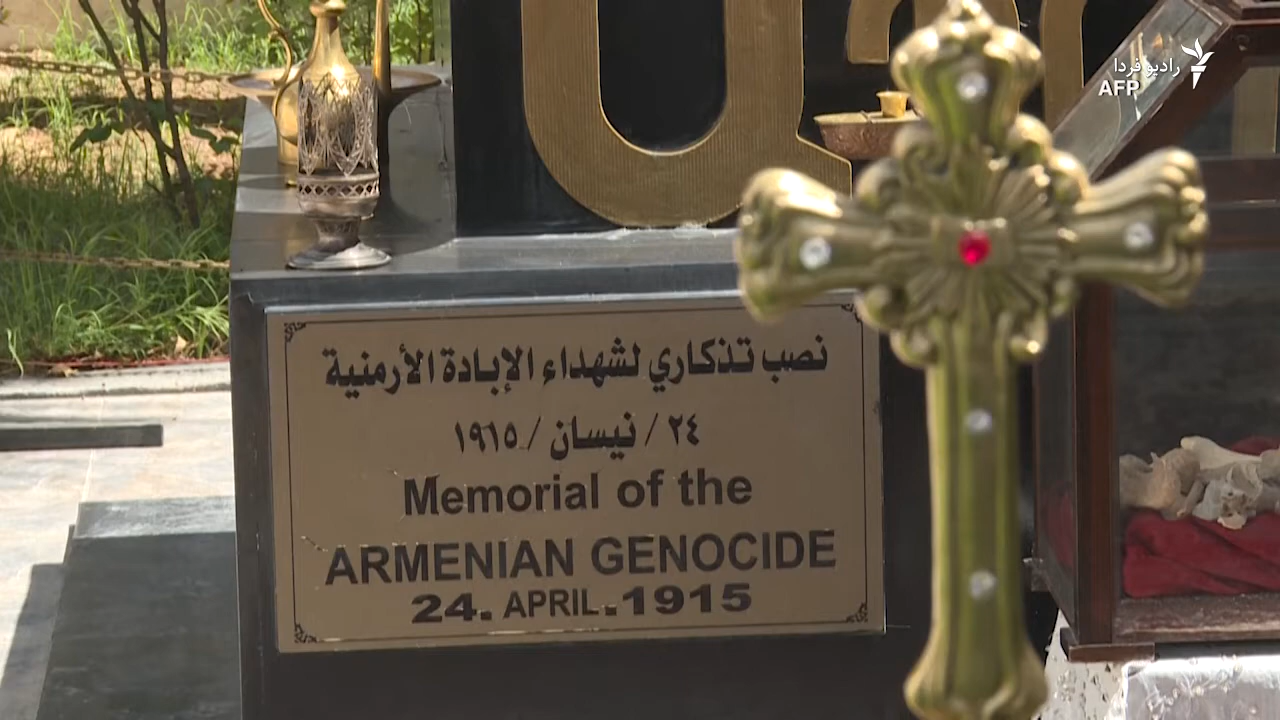 راديو فردا
AFP
نصب تذكاري لشهداء الإبادة الأرمنية
٢٤ / نيسان / ١٩١٥
Memorial of the
ARMENIAN GENOCIDE
24. APRIL.1915